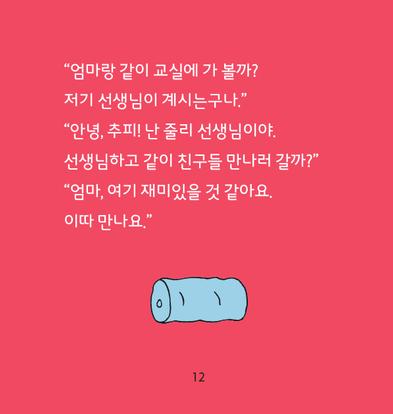 “엄마랑 같이 교실에 가 볼까?
저기 선생님이 계시는구나.”
“안녕, 추피! 난 줄리 선생님이야.
선생님하고 같이 친구들 만나러 갈까?”
“엄마, 여기 재미있을 것 같아요.
이따 만나요.”
12